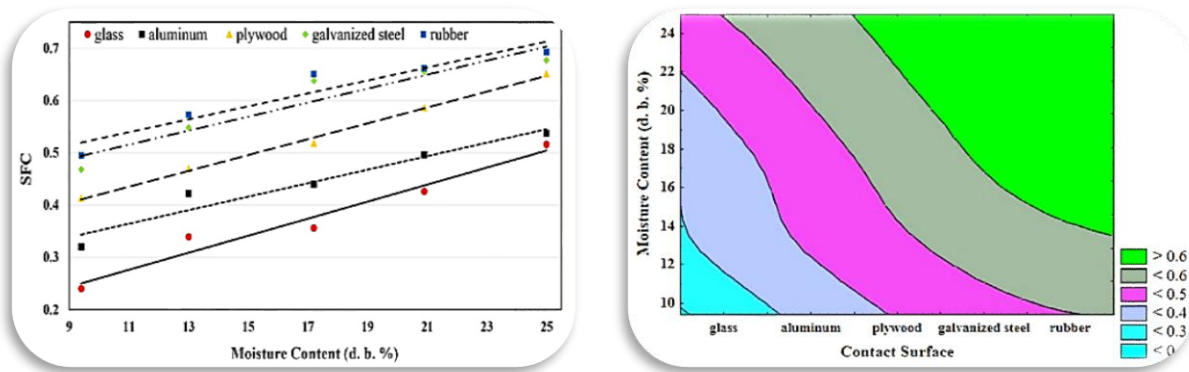 glass aluminum plywood galvanized steel rubber
0.7
0.6
0.5
0.4
0.3
0.2
SFC
9 11 13 15 17 19 21 23 25
Moisture Content (d. b. %)
24
22
20
18
16
14
12
10
Moisture Content (d. b. %)
glass aluminum plywood galvanized steel rubber
Contact Surface
> 0.6
< 0.6
< 0.5
< 0.4
< 0.3
< 0